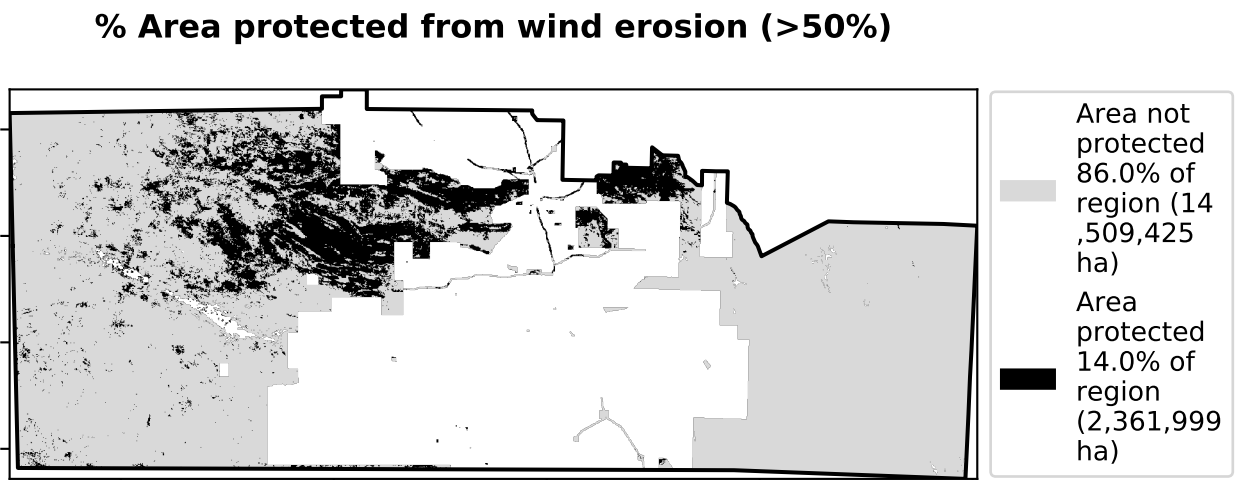 % Area protected from wind erosion (>50%)
Area not
protected
86.0% of
region (14
,509,425
ha)
Area
protected
14.0% of
region
(2,361,999
ha)